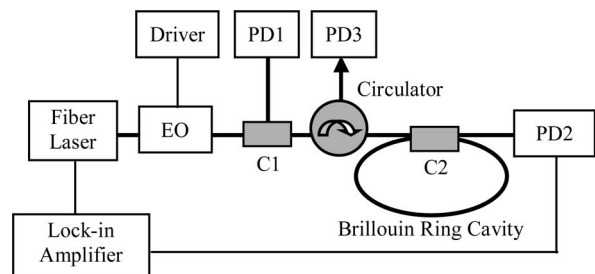 Driver
PD1
PD3
Circulator
Fiber
Laser
EO
C1
C2
PD2
Brillouin Ring Cavity
Lock-in
Amplifier